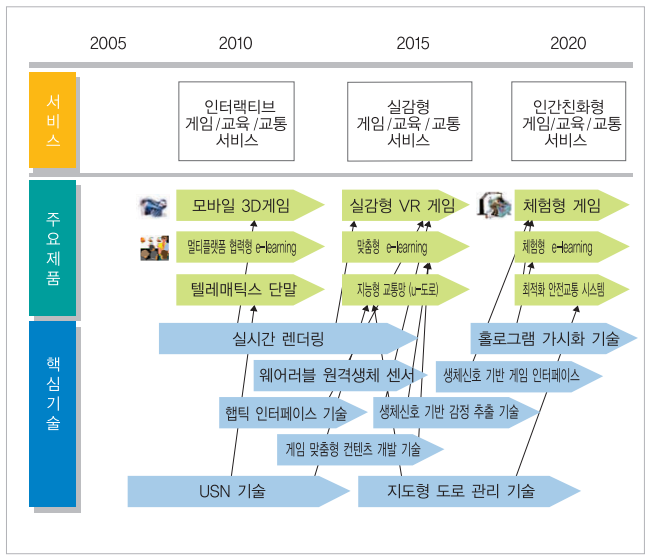 2005 2010 2015 2020
서비스
인터랙티브
게임/교육/교통
서비스
실감형
게임/교육/교통
서비스
인간친화형
게임/교육/교통
서비스
주요제품
모바일 3D게임
실감형 VR 게임
체험형 게임
멀티플랫폼 협력형 e-learning
맞춤형 e-learning
체험형 e-learning
텔레매틱스 단말
지능형 교통망 (u-도로)
최적화 안전교통 시스템
핵심기술
실시간 렌더링
홀로그램 가시화 기술
웨어러블 원격생체 센서
생체신호 기반 게임 인터페이스
햅틱 인터페이스 기술
생체신호 기반 감정 추출 기술
게임 맞춤형 컨텐츠 개발 기술
USN 기술
지도형 도로 관리 기술